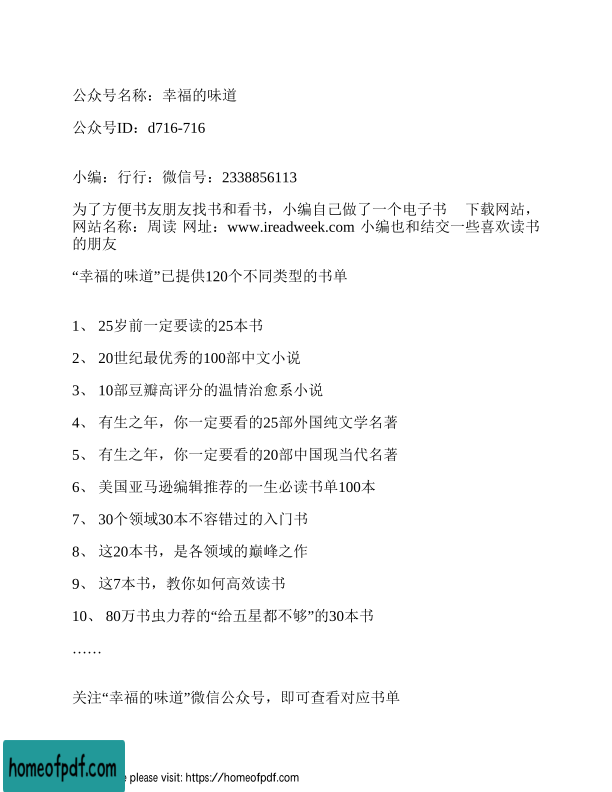 公众号名称：幸福的味道
公众号ID：d716-716
小编：行行：微信号：2338856113
为了方便书友朋友找书和看书，小编自己做了一个电子书 下载网站，
网站名称：周读 网址：www.ireadweek.com 小编也和结交一些喜欢读书
的朋友
“幸福的味道”已提供120个不同类型的书单
1、 25岁前一定要读的25本书
2、 20世纪最优秀的100部中文小说
3、 10部豆瓣高评分的温情治愈系小说
4、 有生之年，你一定要看的25部外国纯文学名著
5、 有生之年，你一定要看的20部中国现当代名著
6、 美国亚马逊编辑推荐的一生必读书单100本
7、 30个领域30本不容错过的入门书
8、 这20本书，是各领域的巅峰之作
9、 这7本书，教你如何高效读书
10、 80万书虫力荐的“给五星都不够”的30本书
……
关注“幸福的味道”微信公众号，即可查看对应书单
homeofpdf.com
please visit: https://homeofpdf.com